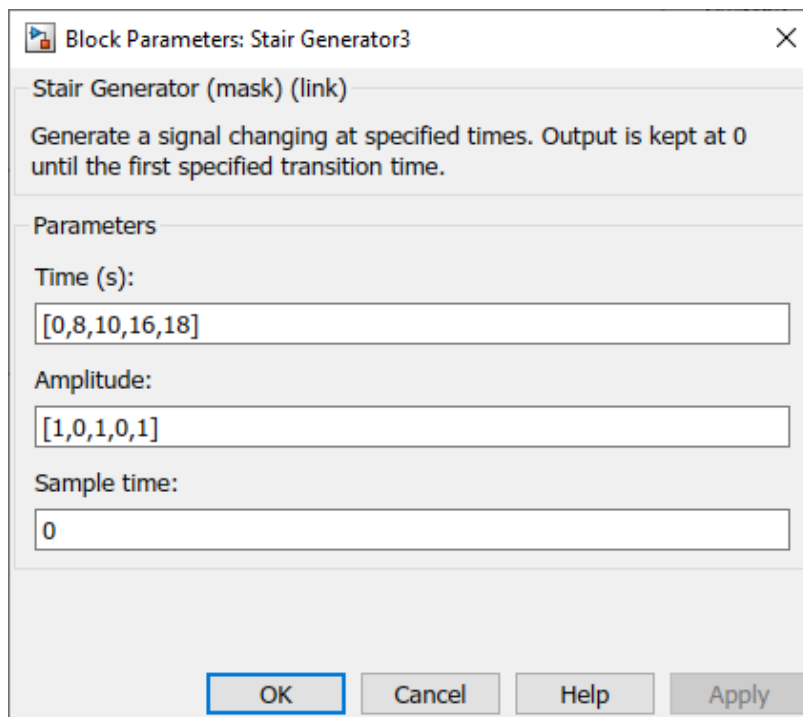 Block Parameters: Stair Generator3
Stair Generator (mask) (link)
Generate a signal changing at specified times. Output is kept at 0
until the first specified transition time.
Parameters
Time (s):
[0,8,10,16,18]
Amplitude:
[1,0,1,0,1]
Sample time:
0
OK Cancel Help Apply